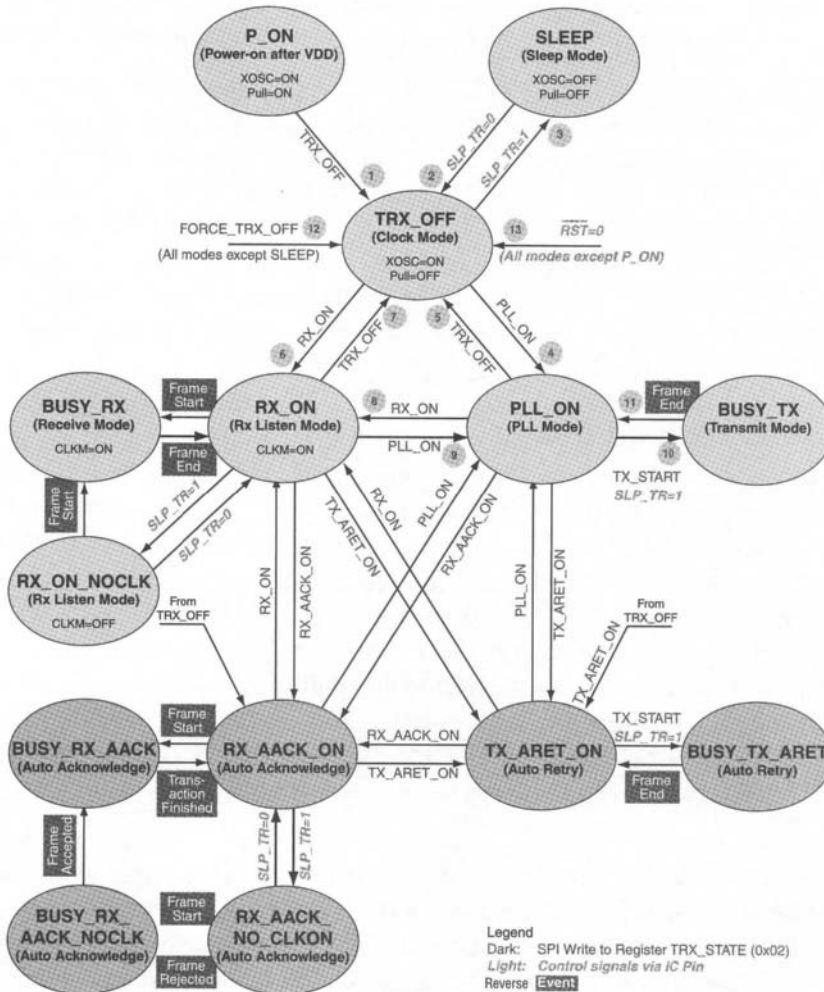 P_ON
(Power-on after VDD)
XOSC=ON
Pull=ON
SLEEP
(Sleep Mode)
XOSC=OFF
Pull=OFF
TRX_OFF
1
SLP_TR=0
2
SLP_TR=1
3
FORCE_TRX_OFF
12
(All modes except SLEEP)
TRX_OFF
(Clock Mode)
XOSC=ON
Pull=OFF
13
RST=0
(All modes except P_ON)
RX_ON
6
TRX_OFF
7
TRX_OFF
5
PLL_ON
4
BUSY_RX
(Receive Mode)
CLKM=ON
Frame
Start
Frame
End
RX_ON
(Rx Listen Mode)
CLKM=ON
8
RX_ON
PLL_ON
9
PLL_ON
(PLL Mode)
11
Frame
End
10
TX_START
SLP_TR=1
BUSY_TX
(Transmit Mode)
Frame
Start
SLP_TR=1
SLP_TR=0
RX_ON_NOCLK
(Rx Listen Mode)
CLKM=OFF
From
TRX_OFF
RX_ON
RX_AACK_ON
TX_ARET_ON
RX_ON
PLL_ON
RX_AACK_ON
PLL_ON
TX_ARET_ON
From
TRX_OFF
TX_ARET_ON
BUSY_RX_AACK
(Auto Acknowledge)
Frame
Start
Trans-
action
Finished
RX_AACK_ON
(Auto Acknowledge)
RX_AACK_ON
TX_ARET_ON
TX_ARET_ON
(Auto Retry)
TX_START
SLP_TR=1
Frame
End
BUSY_TX_ARET
(Auto Retry)
Frame
Accepted
SLP_TR=0
SLP_TR=1
BUSY_RX_
AACK_NOCLK
(Auto Acknowledge)
Frame
Start
Frame
Rejected
RX_AACK_
NO_CLKON
(Auto Acknowledge)
Legend
Dark: SPI Write to Register TRX_STATE (0x02)
Light: Control signals via IC Pin
Reverse Event